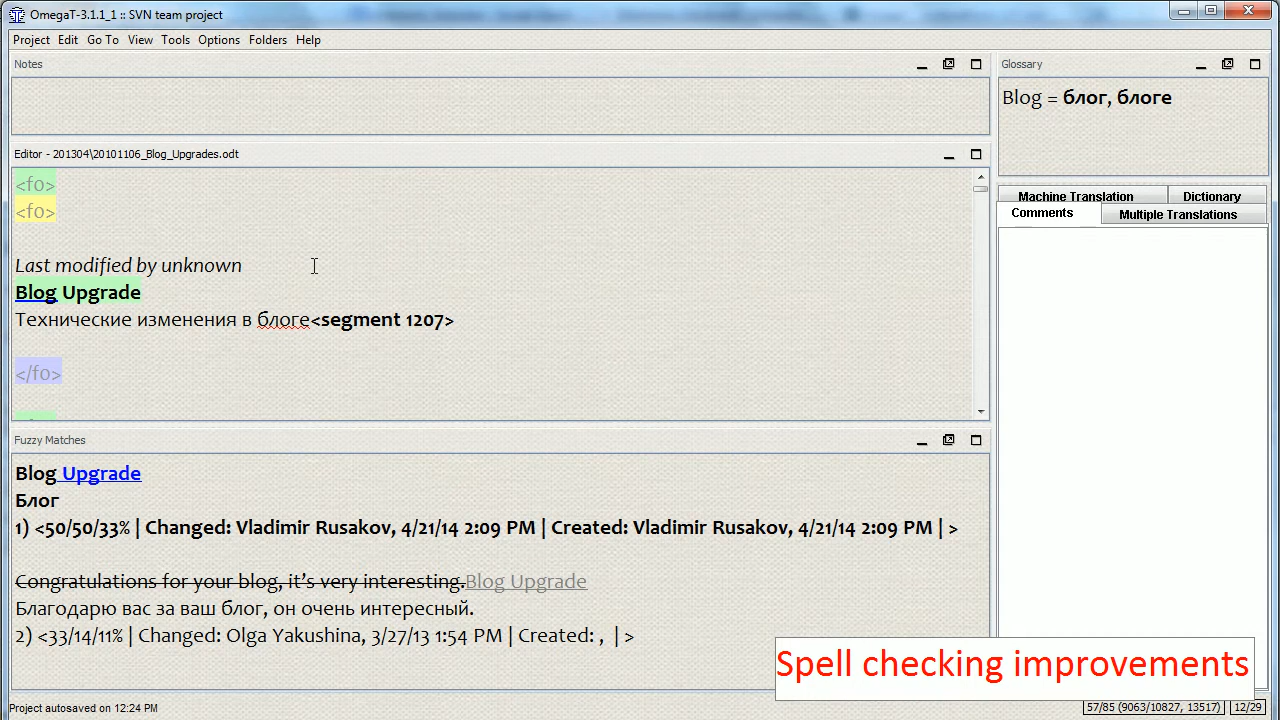 OmegaT-3.1.1_1 :: SVN team project
Project Edit Go To View Tools Options Folders Help
Notes
Glossary
Blog = блог, блоге
Editor - 201304\20101106_Blog_Upgrades.odt
<fo>
<fo>
Last modified by unknown
Blog Upgrade
Технические изменения в блоге<segment 1207>
</fo>
Machine Translation Dictionary
Comments Multiple Translations
Fuzzy Matches
Blog Upgrade
Блог
1) <50/50/33% | Changed: Vladimir Rusakov, 4/21/14 2:09 PM | Created: Vladimir Rusakov, 4/21/14 2:09 PM | >
Congratulations for your blog, it's very interesting.Blog Upgrade
Благодарю вас за ваш блог, он очень интересный.
2) <33/14/11% | Changed: Olga Yakushina, 3/27/13 1:54 PM | Created: , | >
Spell checking improvements
Project autosaved on 12:24 PM
57/85 (9063/10827, 13517) 12/29